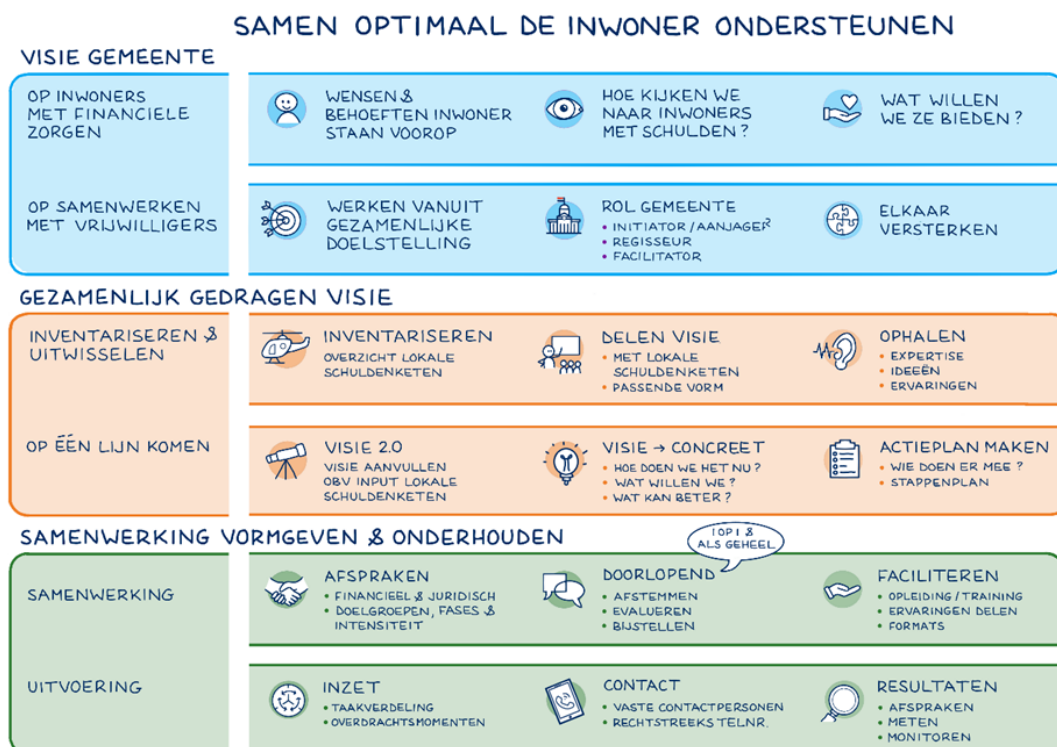 SAMEN OPTIMAAL DE INWONER ONDERSTEUNEN
VISIE GEMEENTE
OP INWONERS
MET FINANCIELE
ZORGEN
WENSEN &
BEHOEFTEN INWONER
STAAN VOOROP
HOE KIJKEN WE
NAAR INWONERS
MET SCHULDEN?
WAT WILLEN
WE ZE BIEDEN?
OP SAMENWERKEN
MET VRIJWILLIGERS
WERKEN VANUIT
GEZAMENLIJKE
DOELSTELLING
ROL GEMEENTE
• INITIATOR/AANJAGER?
• REGISSEUR
• FACILITATOR
ELKAAR
VERSTERKEN
GEZAMENLIJK GEDRAGEN VISIE
INVENTARISEREN &
UITWISSELEN
INVENTARISEREN
OVERZICHT LOKALE
SCHULDENKETEN
DELEN VISIE
• MET LOKALE
SCHULDENKETEN
• PASSENDE VORM
OPHALEN
• EXPERTISE
• IDEEËN
• ERVARINGEN
OP ÉÉN LIJN KOMEN
VISIE 2.0
VISIE AANVULLEN
OBV INPUT LOKALE
SCHULDENKETEN
VISIE → CONCREET
• HOE DOEN WE HET NU?
• WAT WILLEN WE?
• WAT KAN BETER?
ACTIEPLAN MAKEN
• WIE DOEN ER MEE?
• STAPPENPLAN
SAMENWERKING VORMGEVEN & ONDERHOUDEN
1 OP 1 &
ALS GEHEEL
SAMENWERKING
AFSPRAKEN
• FINANCIEEL & JURIDISCH
• DOELGROEPEN, FASES &
INTENSITEIT
DOORLOPEND
• AFSTEMMEN
• EVALUEREN
• BIJSTELLEN
FACILITEREN
• OPLEIDING/TRAINING
• ERVARINGEN DELEN
• FORMATS
UITVOERING
INZET
• TAAKVERDELING
• OVERDRACHTSMOMENTEN
CONTACT
• VASTE CONTACTPERSONEN
• RECHTSTREEKS TELNR.
RESULTATEN
• AFSPRAKEN
• METEN
• MONITOREN